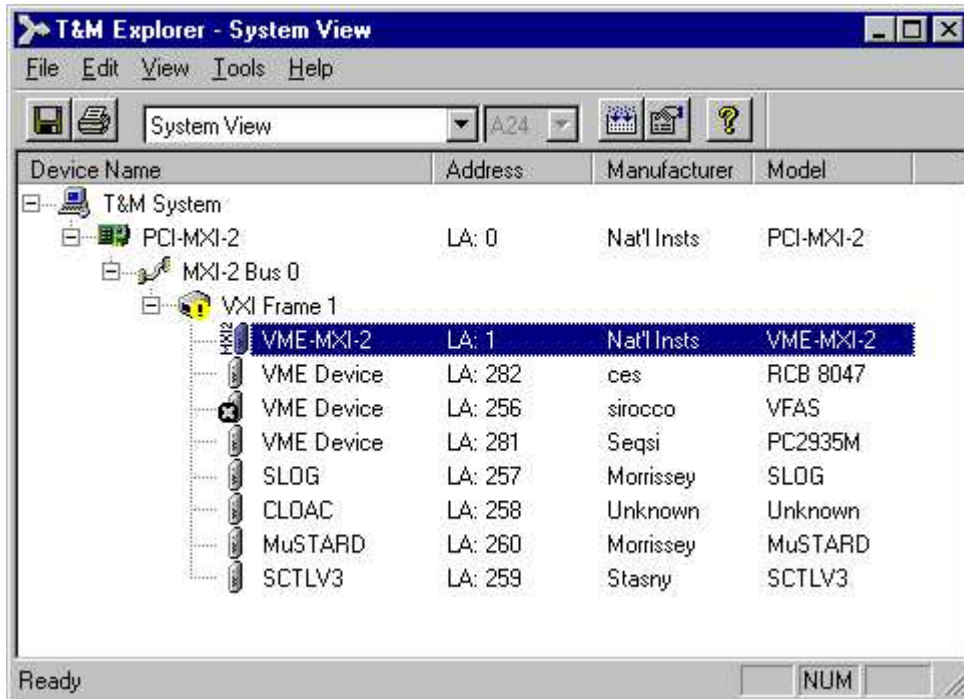 T&M Explorer - System View
File Edit View Tools Help
System View A24
Device Name Address Manufacturer Model
T&M System
PCI-MXI-2 LA: 0 Nat'l Insts PCI-MXI-2
MXI-2 Bus 0
VXI Frame 1
MXI2 VME-MXI-2 LA: 1 Nat'l Insts VME-MXI-2
VME Device LA: 282 ces RCB 8047
VME Device LA: 256 sirocco VFAS
VME Device LA: 281 Seqsi PC2935M
SLOG LA: 257 Morrissey SLOG
CLOAC LA: 258 Unknown Unknown
MuSTARD LA: 260 Morrissey MuSTARD
SCTLV3 LA: 259 Stasny SCTLV3
Ready NUM